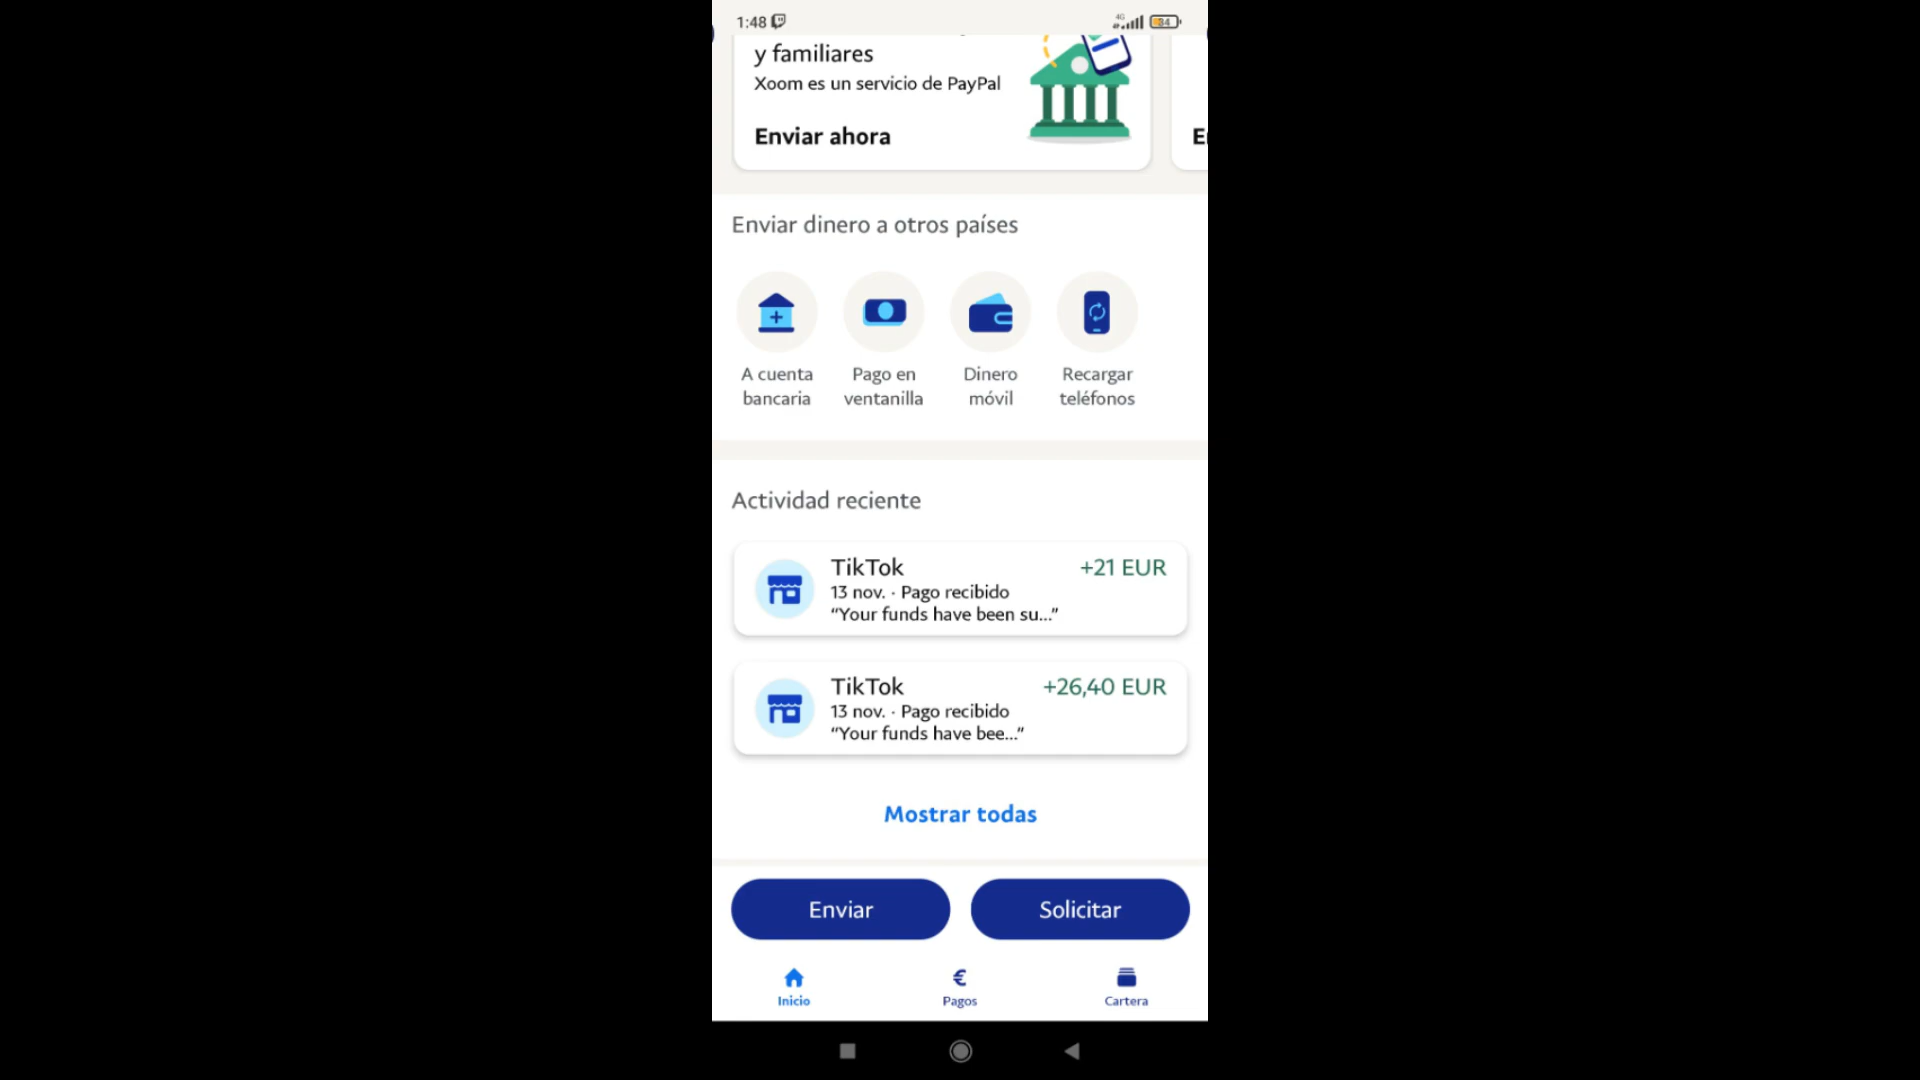 1:48
4G
34
y familiares
Xoom es un servicio de PayPal
Enviar ahora
Enviar dinero a otros países
A cuenta
bancaria
Pago en
ventanilla
Dinero
móvil
Recargar
teléfonos
Actividad reciente
TikTok +21 EUR
13 nov. · Pago recibido
“Your funds have been su...”
TikTok +26,40 EUR
13 nov. · Pago recibido
“Your funds have bee...”
Mostrar todas
Enviar Solicitar
Inicio Pagos Cartera